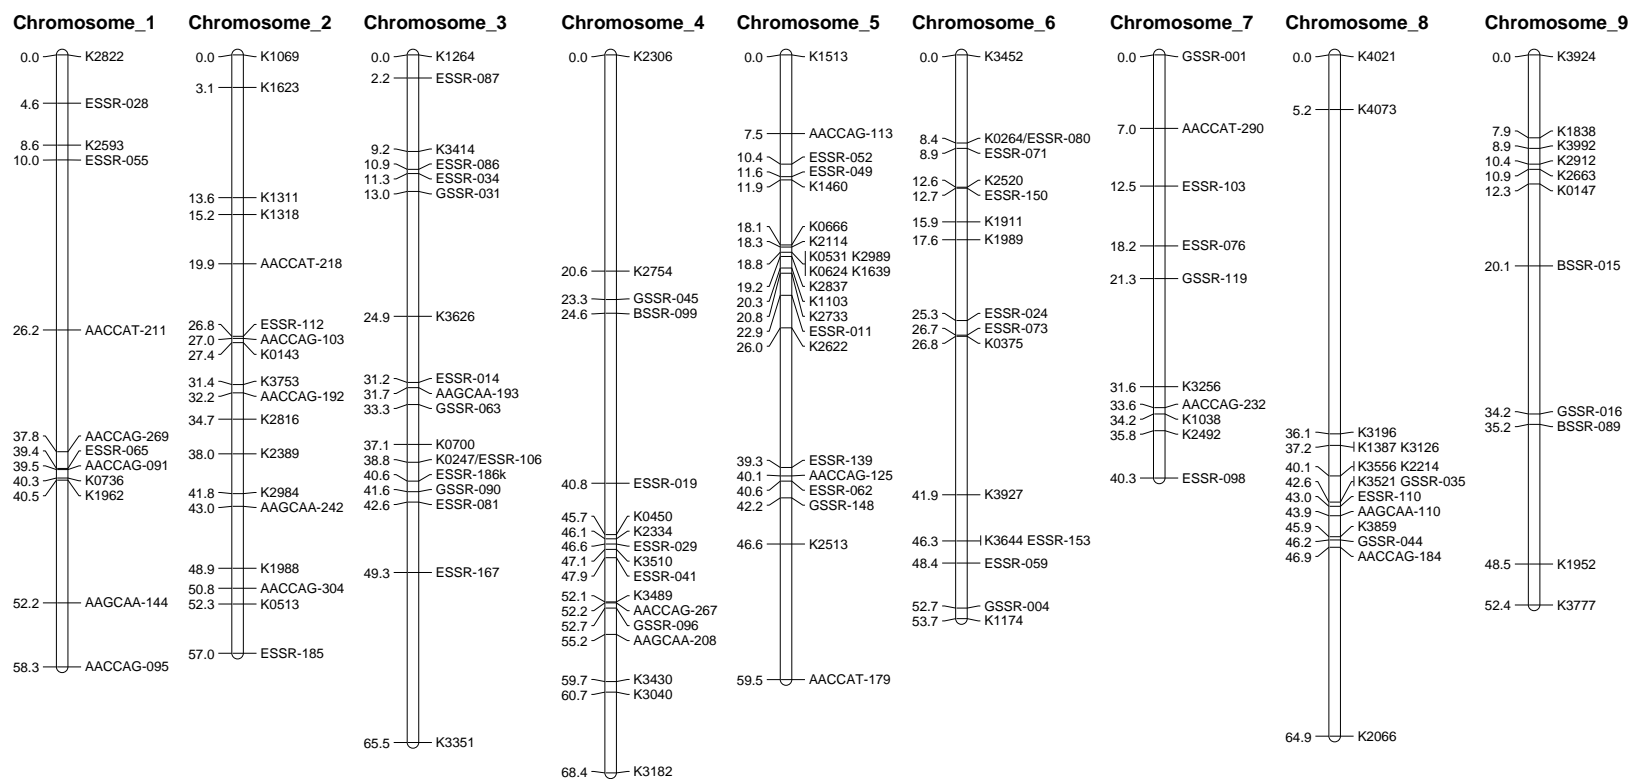 Chromosome_1
0.0 K2822
4.6 ESSR-028
8.6 K2593
10.0 ESSR-055
26.2 AACCAT-211
37.8 AACCAG-269
39.4 ESSR-065
39.5 AACCAG-091
40.3 K0736
40.5 K1962
52.2 AAGCAA-144
58.3 AACCAG-095
Chromosome_2
0.0 K1069
3.1 K1623
13.6 K1311
15.2 K1318
19.9 AACCAT-218
26.8 ESSR-112
27.0 AACCAG-103
27.4 K0143
31.4 K3753
32.2 AACCAG-192
34.7 K2816
38.0 K2389
41.8 K2984
43.0 AAGCAA-242
48.9 K1988
50.8 AACCAG-304
52.3 K0513
57.0 ESSR-185
Chromosome_3
0.0 K1264
2.2 ESSR-087
9.2 K3414
10.9 ESSR-086
11.3 ESSR-034
13.0 GSSR-031
24.9 K3626
31.2 ESSR-014
31.7 AAGCAA-193
33.3 GSSR-063
37.1 K0700
38.8 K0247/ESSR-106
40.6 ESSR-186k
41.6 GSSR-090
42.6 ESSR-081
49.3 ESSR-167
65.5 K3351
Chromosome_4
0.0 K2306
20.6 K2754
23.3 GSSR-045
24.6 BSSR-099
40.8 ESSR-019
45.7 K0450
46.1 K2334
46.6 ESSR-029
47.1 K3510
47.9 ESSR-041
52.1 K3489
52.2 AACCAG-267
52.7 GSSR-096
55.2 AAGCAA-208
59.7 K3430
60.7 K3040
68.4 K3182
Chromosome_5
0.0 K1513
7.5 AACCAG-113
10.4 ESSR-052
11.6 ESSR-049
11.9 K1460
18.1 K0666
18.3 K2114
18.8 K0531 K2989
K0624 K1639
19.2 K2837
20.3 K1103
20.8 K2733
22.9 ESSR-011
26.0 K2622
39.3 ESSR-139
40.1 AACCAG-125
40.6 ESSR-062
42.2 GSSR-148
46.6 K2513
59.5 AACCAT-179
Chromosome_6
0.0 K3452
8.4 K0264/ESSR-080
8.9 ESSR-071
12.6 K2520
12.7 ESSR-150
15.9 K1911
17.6 K1989
25.3 ESSR-024
26.7 ESSR-073
26.8 K0375
41.9 K3927
46.3 K3644 ESSR-153
48.4 ESSR-059
52.7 GSSR-004
53.7 K1174
Chromosome_7
0.0 GSSR-001
7.0 AACCAT-290
12.5 ESSR-103
18.2 ESSR-076
21.3 GSSR-119
31.6 K3256
33.6 AACCAG-232
34.2 K1038
35.8 K2492
40.3 ESSR-098
Chromosome_8
0.0 K4021
5.2 K4073
36.1 K3196
37.2 K1387 K3126
40.1 K3556 K2214
42.6 K3521 GSSR-035
43.0 ESSR-110
43.9 AAGCAA-110
45.9 K3859
46.2 GSSR-044
46.9 AACCAG-184
64.9 K2066
Chromosome_9
0.0 K3924
7.9 K1838
8.9 K3992
10.4 K2912
10.9 K2663
12.3 K0147
20.1 BSSR-015
34.2 GSSR-016
35.2 BSSR-089
48.5 K1952
52.4 K3777